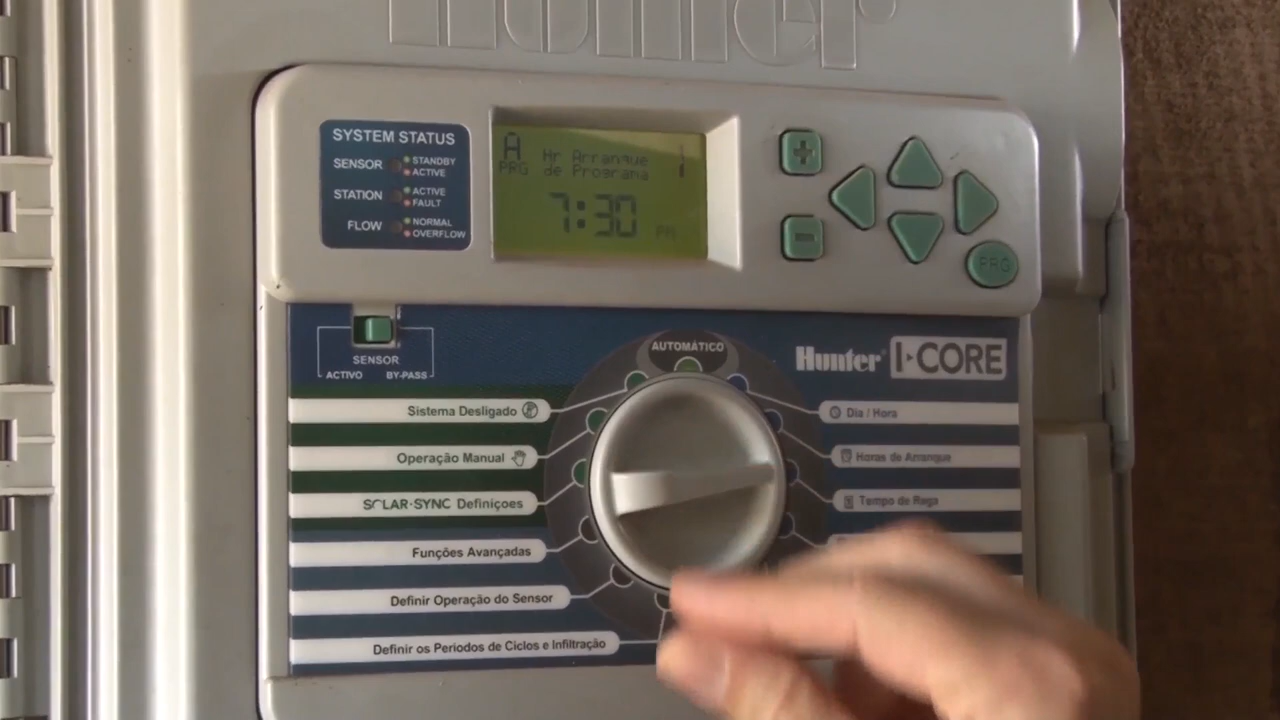 Hunter
SYSTEM STATUS
SENSOR
STANDBY
ACTIVE
STATION
ACTIVE
FAULT
FLOW
NORMAL
OVERFLOW
A
PRG
Hr Arranque
de Programa
1
7:30
PM
+
-
PRG
SENSOR
ACTIVO BY-PASS
AUTOMÁTICO
Hunter I-CORE
Sistema Desligado
Operação Manual
SOLAR-SYNC Definiçoes
Funções Avançadas
Definir Operação do Sensor
Definir os Periodos de Ciclos e Infiltração
Dia / Hora
Horas de Arranque
Tempo de Rega